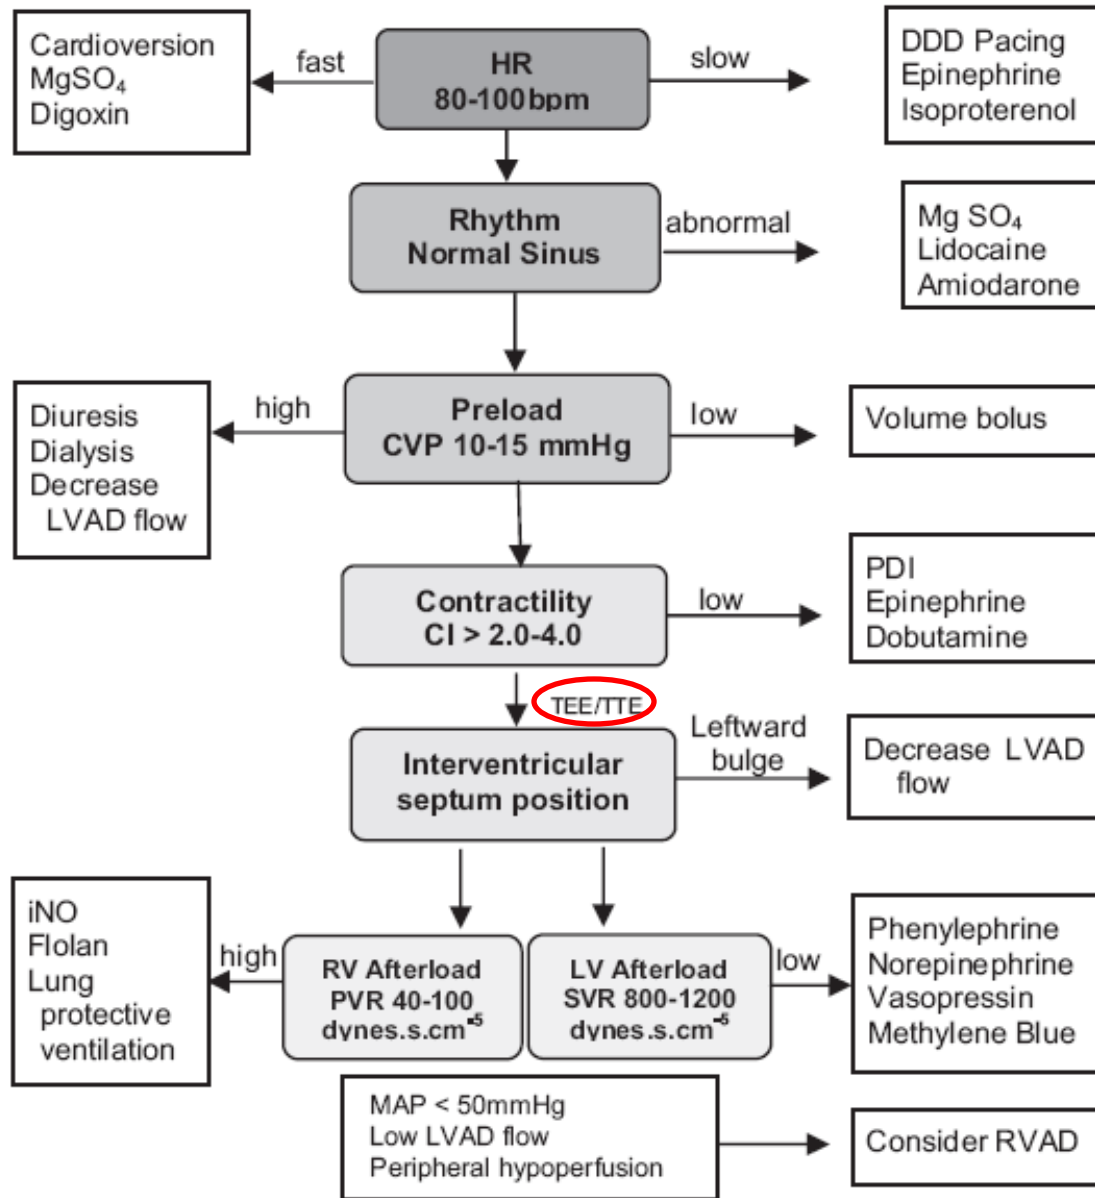 Cardioversion
MgSO₄
Digoxin
fast
HR
80-100bpm
slow
DDD Pacing
Epinephrine
Isoproterenol
Rhythm
Normal Sinus
abnormal
Mg SO₄
Lidocaine
Amiodarone
Diuresis
Dialysis
Decrease
LVAD flow
high
Preload
CVP 10-15 mmHg
low
Volume bolus
Contractility
CI > 2.0-4.0
low
PDI
Epinephrine
Dobutamine
TEE/TTE
Interventricular
septum position
Leftward
bulge
Decrease LVAD
flow
iNO
Flolan
Lung
protective
ventilation
high
RV Afterload
PVR 40-100
dynes.s.cm⁻⁵
LV Afterload
SVR 800-1200
dynes.s.cm⁻⁵
low
Phenylephrine
Norepinephrine
Vasopressin
Methylene Blue
MAP < 50mmHg
Low LVAD flow
Peripheral hypoperfusion
Consider RVAD